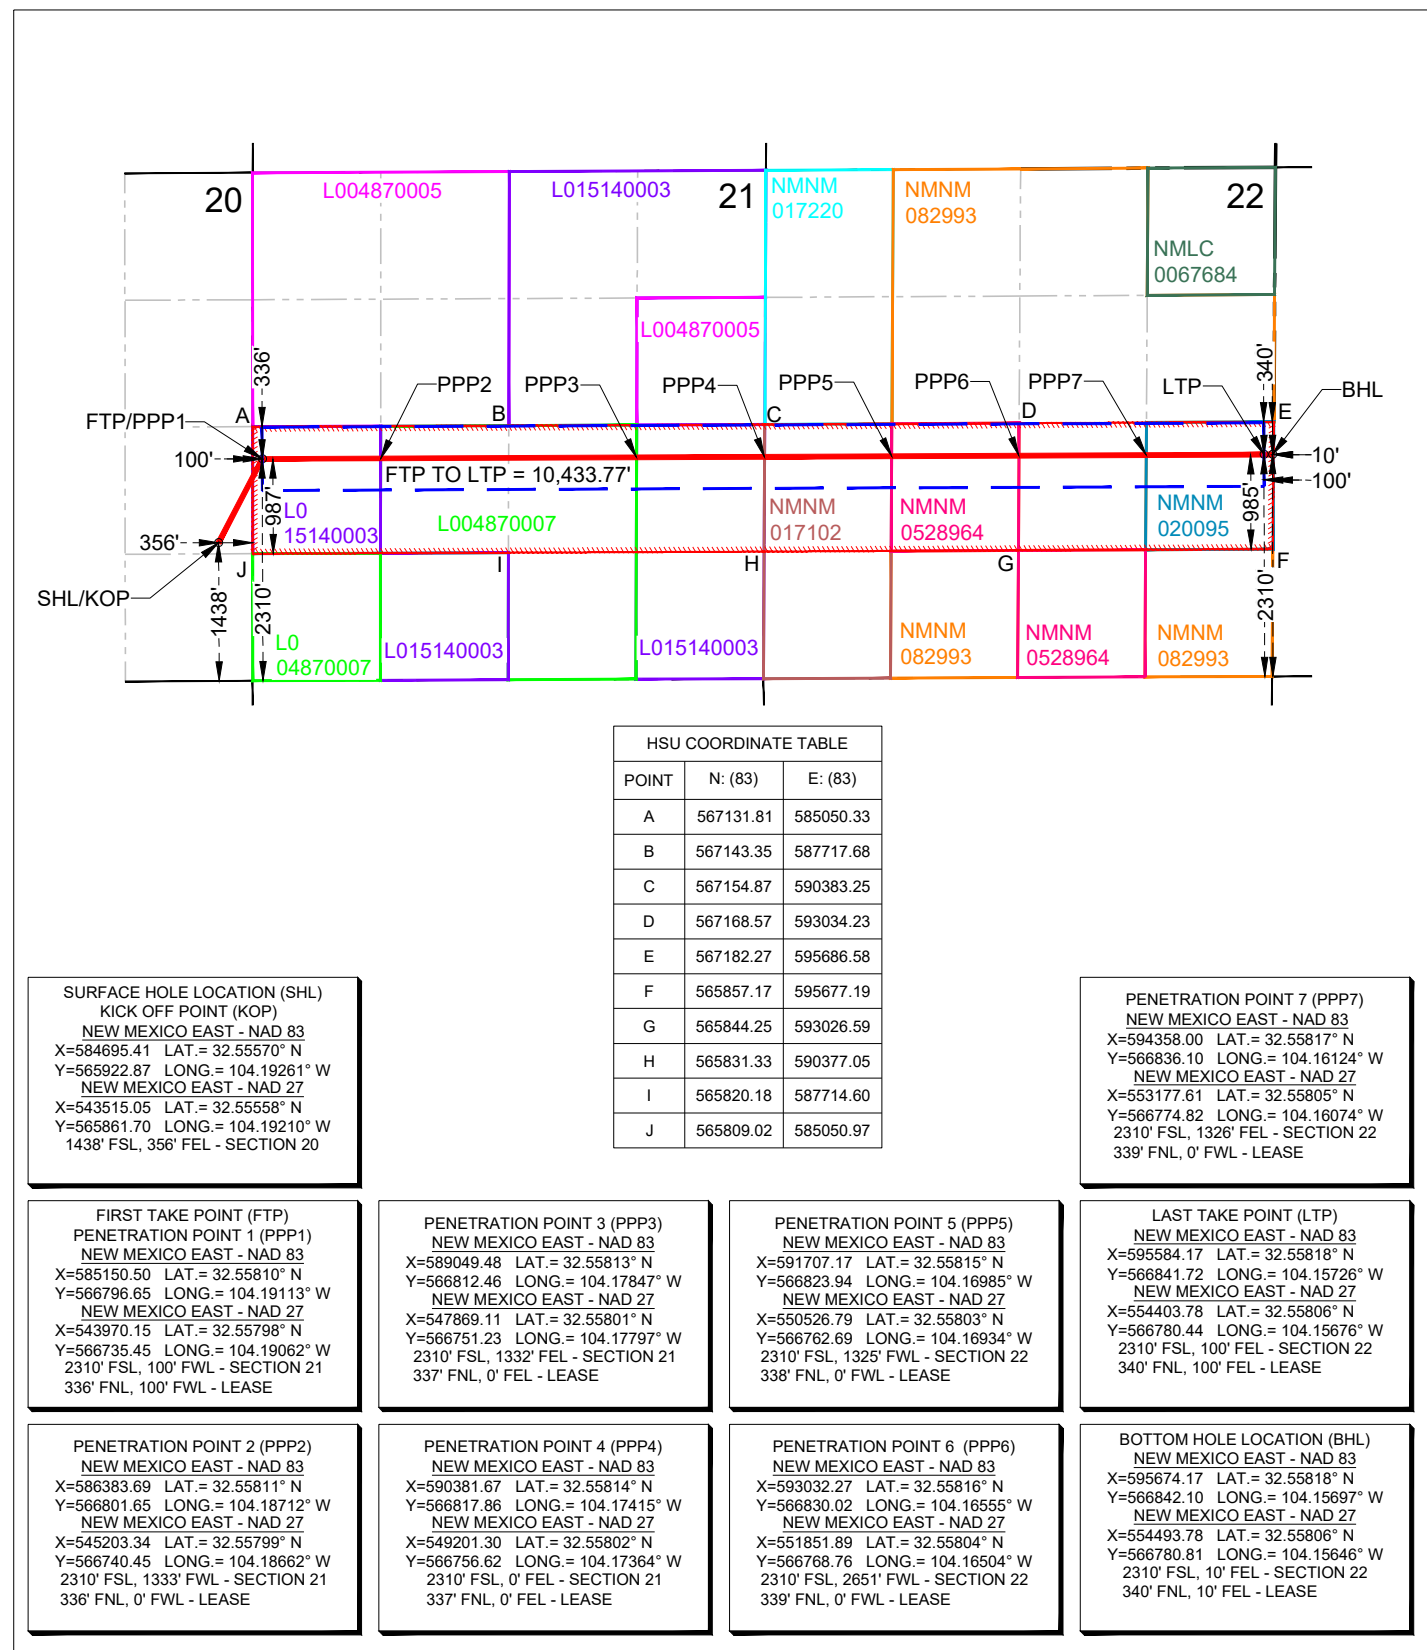 20
L004870005
L015140003
21
NMNM
017220
NMNM
082993
22
NMLC
0067684
L004870005
336'
340'
PPP2
PPP3
PPP4
PPP5
PPP6
PPP7
LTP
BHL
A
B
C
D
E
FTP/PPP1
100'
FTP TO LTP = 10,433.77'
10'
100'
987'
985'
L0
15140003
L004870007
NMNM
017102
NMNM
0528964
NMNM
020095
356'
J
I
H
G
F
SHL/KOP
1438'
2310'
2310'
L0
04870007
L015140003
L015140003
NMNM
082993
NMNM
0528964
NMNM
082993
HSU COORDINATE TABLE
POINT N: (83) E: (83)
A 567131.81 585050.33
B 567143.35 587717.68
C 567154.87 590383.25
D 567168.57 593034.23
E 567182.27 595686.58
F 565857.17 595677.19
G 565844.25 593026.59
H 565831.33 590377.05
I 565820.18 587714.60
J 565809.02 585050.97
SURFACE HOLE LOCATION (SHL)
KICK OFF POINT (KOP)
NEW MEXICO EAST - NAD 83
X=584695.41 LAT.= 32.55570° N
Y=565922.87 LONG.= 104.19261° W
NEW MEXICO EAST - NAD 27
X=543515.05 LAT.= 32.55558° N
Y=565861.70 LONG.= 104.19210° W
1438' FSL, 356' FEL - SECTION 20
PENETRATION POINT 7 (PPP7)
NEW MEXICO EAST - NAD 83
X=594358.00 LAT.= 32.55817° N
Y=566836.10 LONG.= 104.16124° W
NEW MEXICO EAST - NAD 27
X=553177.61 LAT.= 32.55805° N
Y=566774.82 LONG.= 104.16074° W
2310' FSL, 1326' FEL - SECTION 22
339' FNL, 0' FWL - LEASE
FIRST TAKE POINT (FTP)
PENETRATION POINT 1 (PPP1)
NEW MEXICO EAST - NAD 83
X=585150.50 LAT.= 32.55810° N
Y=566796.65 LONG.= 104.19113° W
NEW MEXICO EAST - NAD 27
X=543970.15 LAT.= 32.55798° N
Y=566735.45 LONG.= 104.19062° W
2310' FSL, 100' FWL - SECTION 21
336' FNL, 100' FWL - LEASE
PENETRATION POINT 3 (PPP3)
NEW MEXICO EAST - NAD 83
X=589049.48 LAT.= 32.55813° N
Y=566812.46 LONG.= 104.17847° W
NEW MEXICO EAST - NAD 27
X=547869.11 LAT.= 32.55801° N
Y=566751.23 LONG.= 104.17797° W
2310' FSL, 1332' FEL - SECTION 21
337' FNL, 0' FEL - LEASE
PENETRATION POINT 5 (PPP5)
NEW MEXICO EAST - NAD 83
X=591707.17 LAT.= 32.55815° N
Y=566823.94 LONG.= 104.16985° W
NEW MEXICO EAST - NAD 27
X=550526.79 LAT.= 32.55803° N
Y=566762.69 LONG.= 104.16934° W
2310' FSL, 1325' FWL - SECTION 22
338' FNL, 0' FWL - LEASE
LAST TAKE POINT (LTP)
NEW MEXICO EAST - NAD 83
X=595584.17 LAT.= 32.55818° N
Y=566841.72 LONG.= 104.15726° W
NEW MEXICO EAST - NAD 27
X=554403.78 LAT.= 32.55806° N
Y=566780.44 LONG.= 104.15676° W
2310' FSL, 100' FEL - SECTION 22
340' FNL, 100' FEL - LEASE
PENETRATION POINT 2 (PPP2)
NEW MEXICO EAST - NAD 83
X=586383.69 LAT.= 32.55811° N
Y=566801.65 LONG.= 104.18712° W
NEW MEXICO EAST - NAD 27
X=545203.34 LAT.= 32.55799° N
Y=566740.45 LONG.= 104.18662° W
2310' FSL, 1333' FWL - SECTION 21
336' FNL, 0' FWL - LEASE
PENETRATION POINT 4 (PPP4)
NEW MEXICO EAST - NAD 83
X=590381.67 LAT.= 32.55814° N
Y=566817.86 LONG.= 104.17415° W
NEW MEXICO EAST - NAD 27
X=549201.30 LAT.= 32.55802° N
Y=566756.62 LONG.= 104.17364° W
2310' FSL, 0' FEL - SECTION 21
337' FNL, 0' FEL - LEASE
PENETRATION POINT 6 (PPP6)
NEW MEXICO EAST - NAD 83
X=593032.27 LAT.= 32.55816° N
Y=566830.02 LONG.= 104.16555° W
NEW MEXICO EAST - NAD 27
X=551851.89 LAT.= 32.55804° N
Y=566768.76 LONG.= 104.16504° W
2310' FSL, 2651' FWL - SECTION 22
339' FNL, 0' FWL - LEASE
BOTTOM HOLE LOCATION (BHL)
NEW MEXICO EAST - NAD 83
X=595674.17 LAT.= 32.55818° N
Y=566842.10 LONG.= 104.15697° W
NEW MEXICO EAST - NAD 27
X=554493.78 LAT.= 32.55806° N
Y=566780.81 LONG.= 104.15646° W
2310' FSL, 10' FEL - SECTION 22
340' FNL, 10' FEL - LEASE